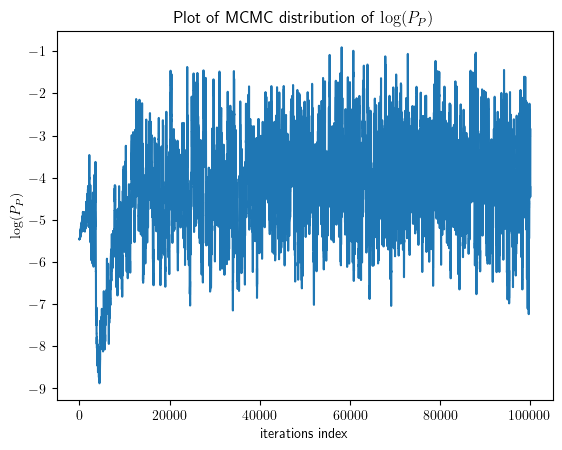 Plot of MCMC distribution of log(P_P)
−1
−2
−3
−4
−5
−6
−7
−8
−9
log(P_P)
0 20000 40000 60000 80000 100000
iterations index